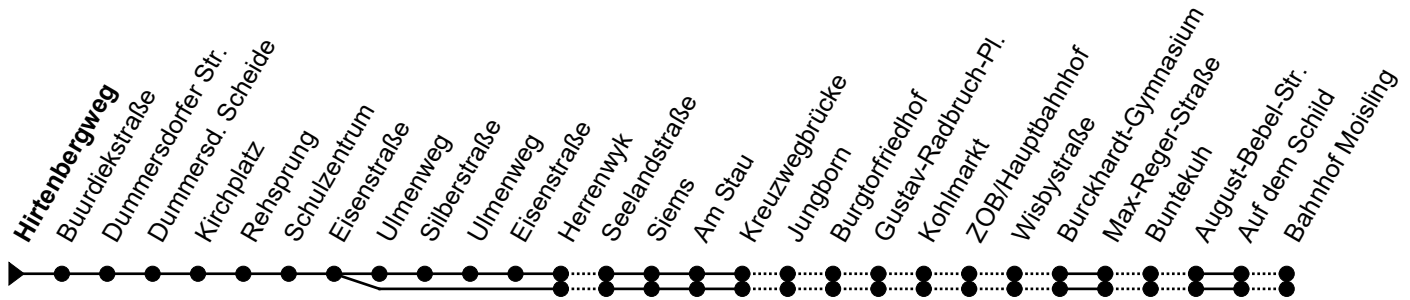 Hirtenbergweg
Buurdiekstraße
Dummersdorfer Str.
Dummersd. Scheide
Kirchplatz
Rehsprung
Schulzentrum
Eisenstraße
Ulmenweg
Silberstraße
Ulmenweg
Eisenstraße
Herrenwyk
Seelandstraße
Siems
Am Stau
Kreuzwegbrücke
Jungborn
Burgtorfriedhof
Gustav-Radbruch-Pl.
Kohlmarkt
ZOB/Hauptbahnhof
Wisbystraße
Burckhardt-Gymnasium
Max-Reger-Straße
Buntekuh
August-Bebel-Str.
Auf dem Schild
Bahnhof Moisling